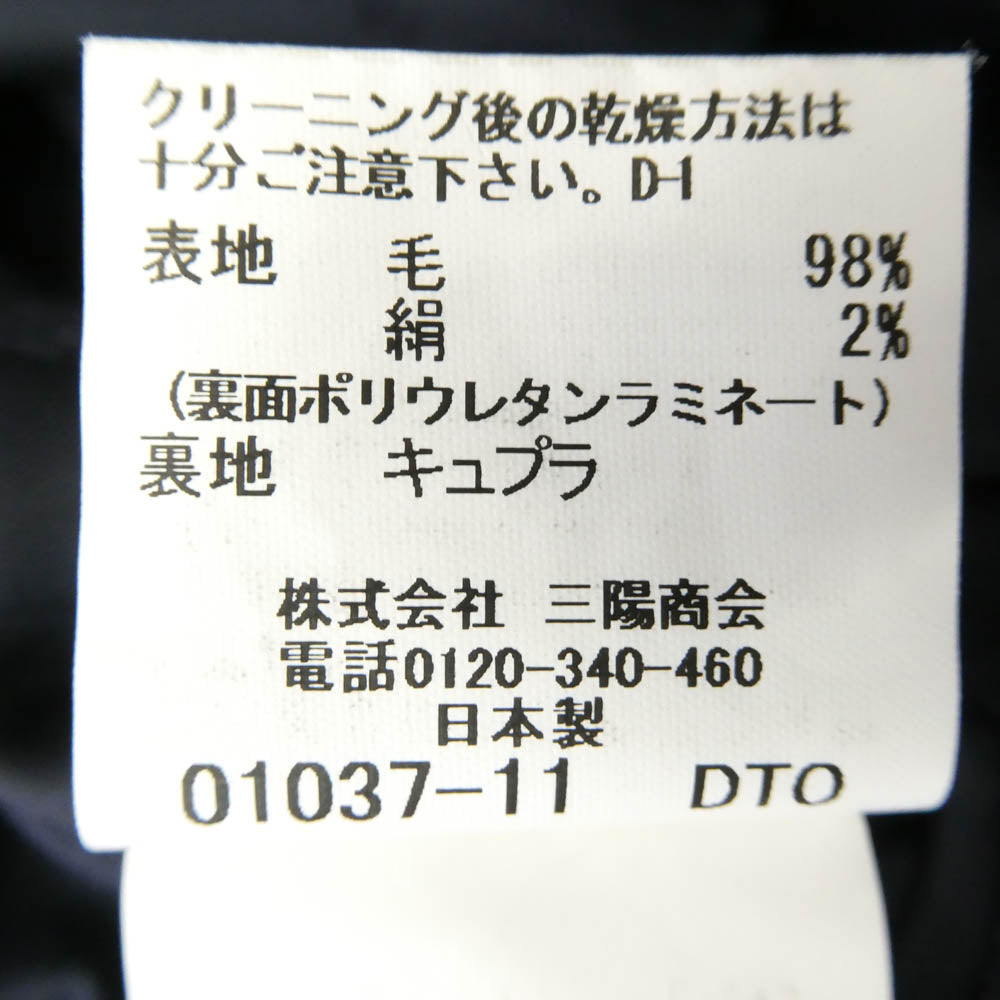 クリーニング後の乾燥方法は
十分ご注意下さい。D-1
表地 毛 98%
絹 2%
(裏面ポリウレタンラミネート)
裏地 キュプラ
株式会社 三陽商会
電話0120-340-460
日本製
01037-11 DTO